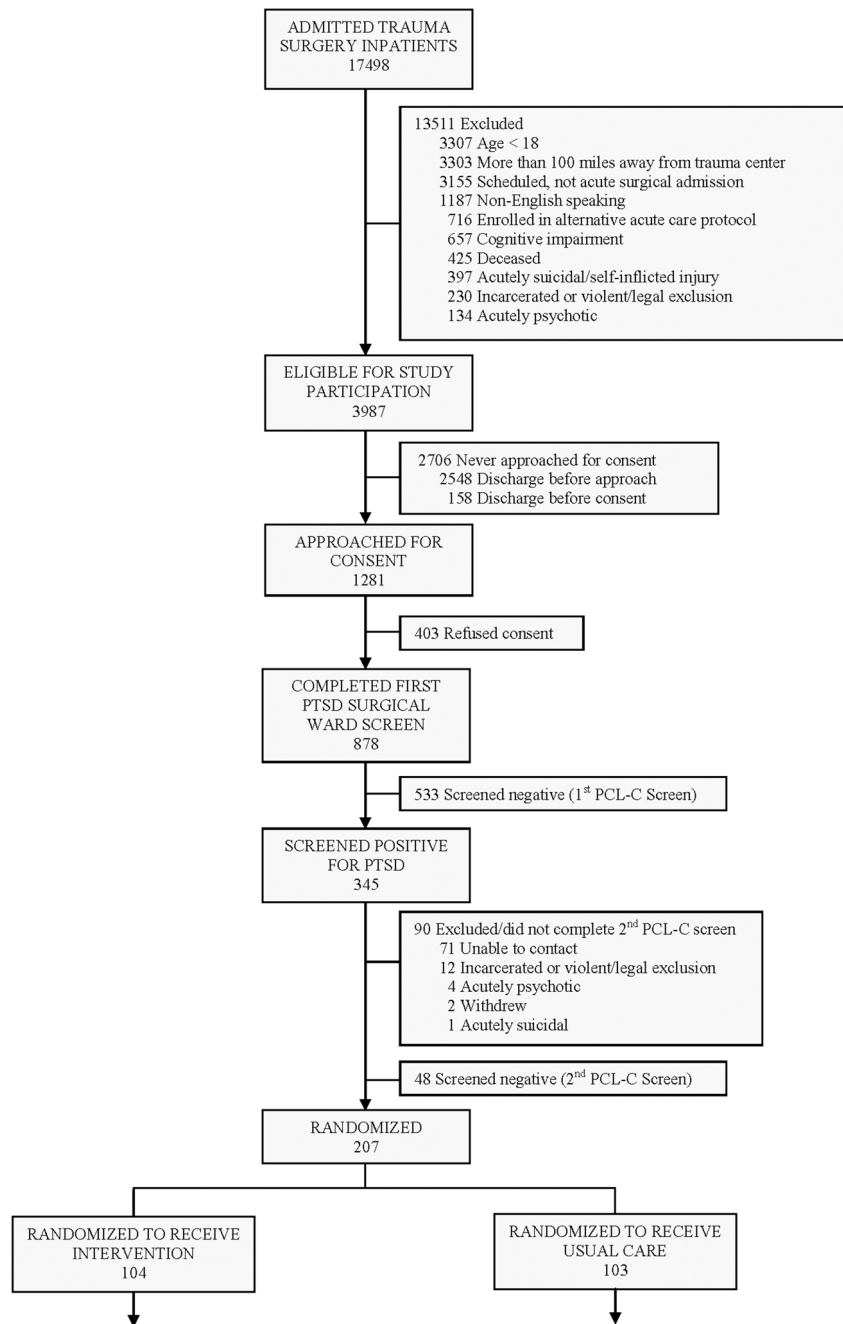 ADMITTED TRAUMA
SURGERY INPATIENTS
17498
13511 Excluded
3307 Age < 18
3303 More than 100 miles away from trauma center
3155 Scheduled, not acute surgical admission
1187 Non-English speaking
716 Enrolled in alternative acute care protocol
657 Cognitive impairment
425 Deceased
397 Acutely suicidal/self-inflicted injury
230 Incarcerated or violent/legal exclusion
134 Acutely psychotic
ELIGIBLE FOR STUDY
PARTICIPATION
3987
2706 Never approached for consent
2548 Discharge before approach
158 Discharge before consent
APPROACHED FOR
CONSENT
1281
403 Refused consent
COMPLETED FIRST
PTSD SURGICAL
WARD SCREEN
878
533 Screened negative (1st PCL-C Screen)
SCREENED POSITIVE
FOR PTSD
345
90 Excluded/did not complete 2nd PCL-C screen
71 Unable to contact
12 Incarcerated or violent/legal exclusion
4 Acutely psychotic
2 Withdrew
1 Acutely suicidal
48 Screened negative (2nd PCL-C Screen)
RANDOMIZED
207
RANDOMIZED TO RECEIVE
INTERVENTION
104
RANDOMIZED TO RECEIVE
USUAL CARE
103